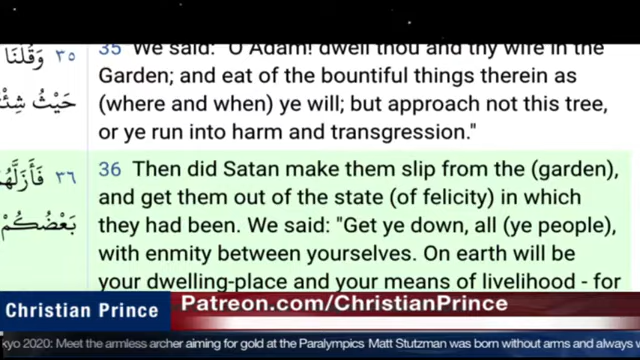 35 We said: "O Adam! dwell thou and thy wife in the
Garden; and eat of the bountiful things therein as
(where and when) ye will; but approach not this tree,
or ye run into harm and transgression."
٣٥ وَقُلْنَا
حَيْثُ
36 Then did Satan make them slip from the (garden),
and get them out of the state (of felicity) in which
they had been. We said: "Get ye down, all (ye people),
with enmity between yourselves. On earth will be
your dwelling-place and your means of livelihood - for
٣٦
بَعْضُكُمْ
Christian Prince
Patreon.com/ChristianPrince
2020: Meet the armless archer aiming for gold at the Paralympics Matt Stutzman was born without arms and always